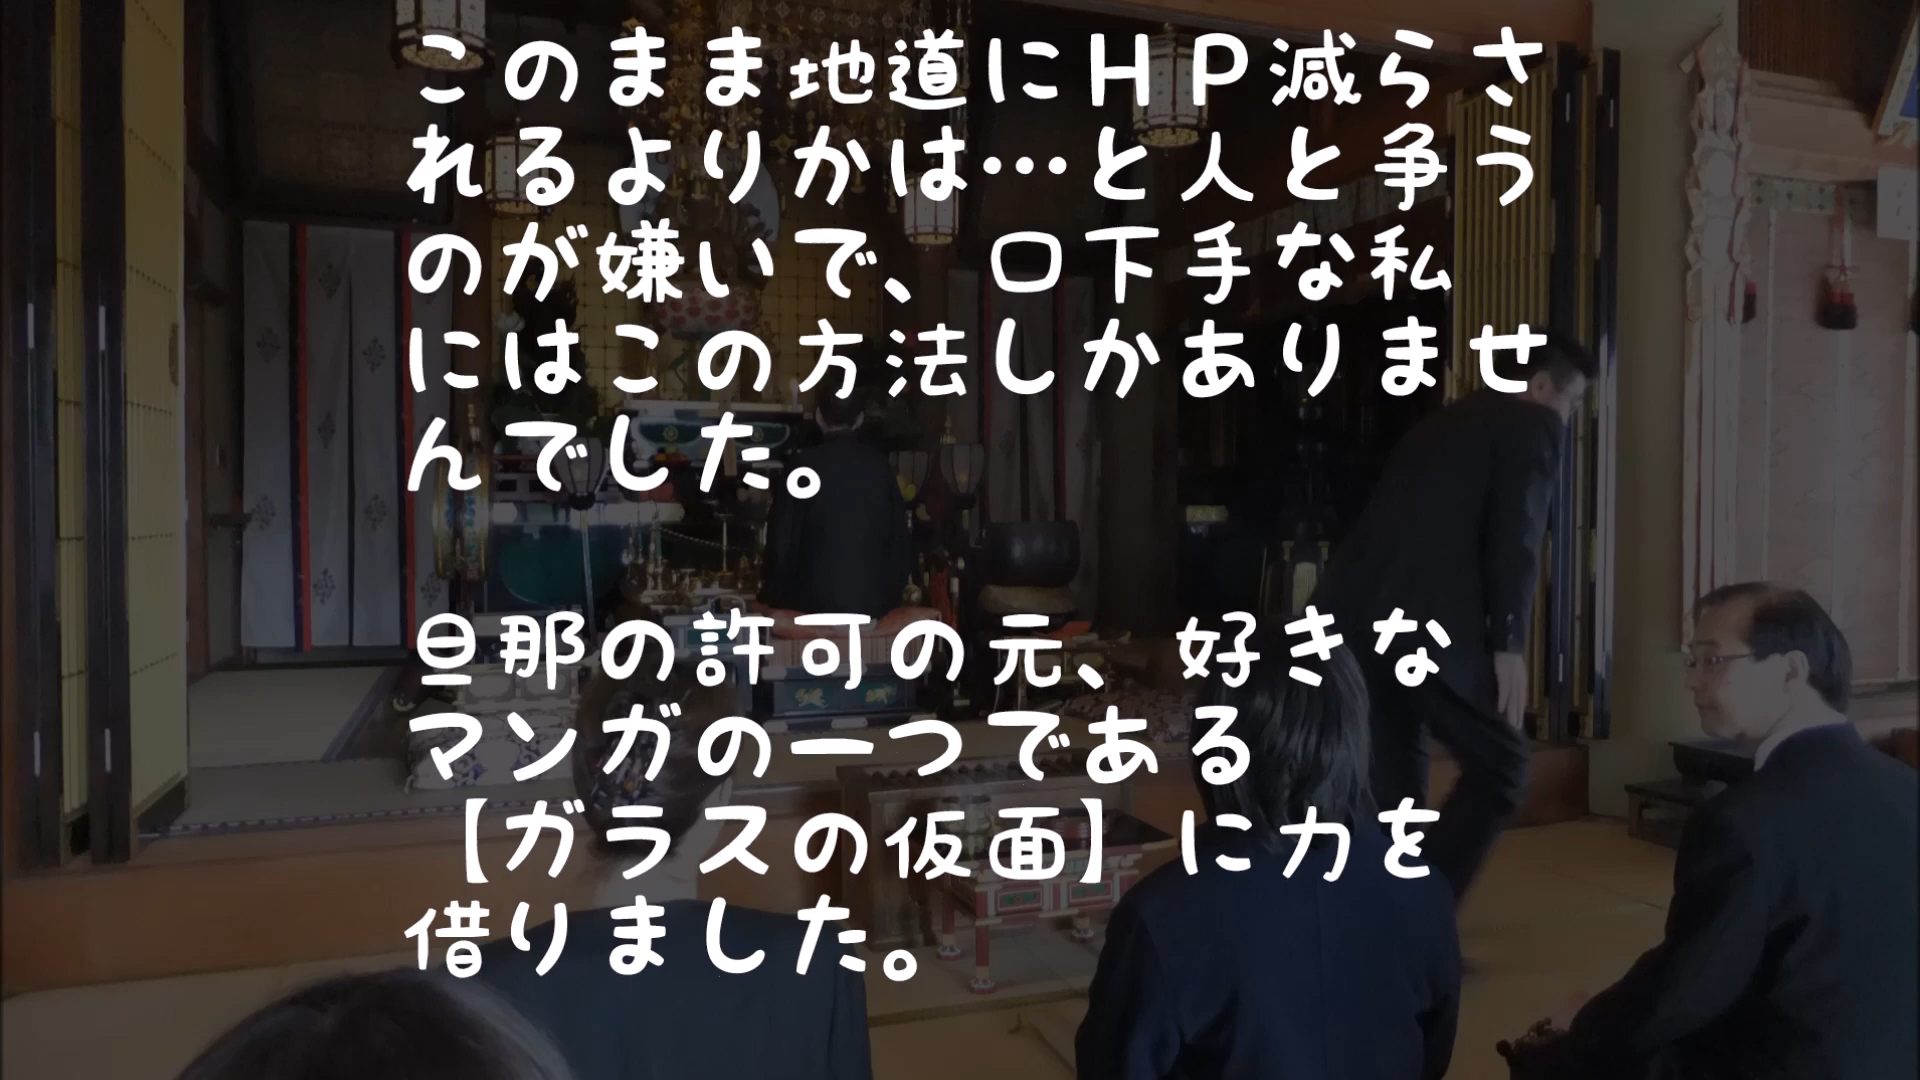 このまま地道にＨＰ減らさ
れるよりかは…と人と争う
のが嫌いで、口下手な私
にはこの方法しかありませ
んでした。
旦那の許可の元、好きな
マンガの一つである
【ガラスの仮面】に力を
借りました。